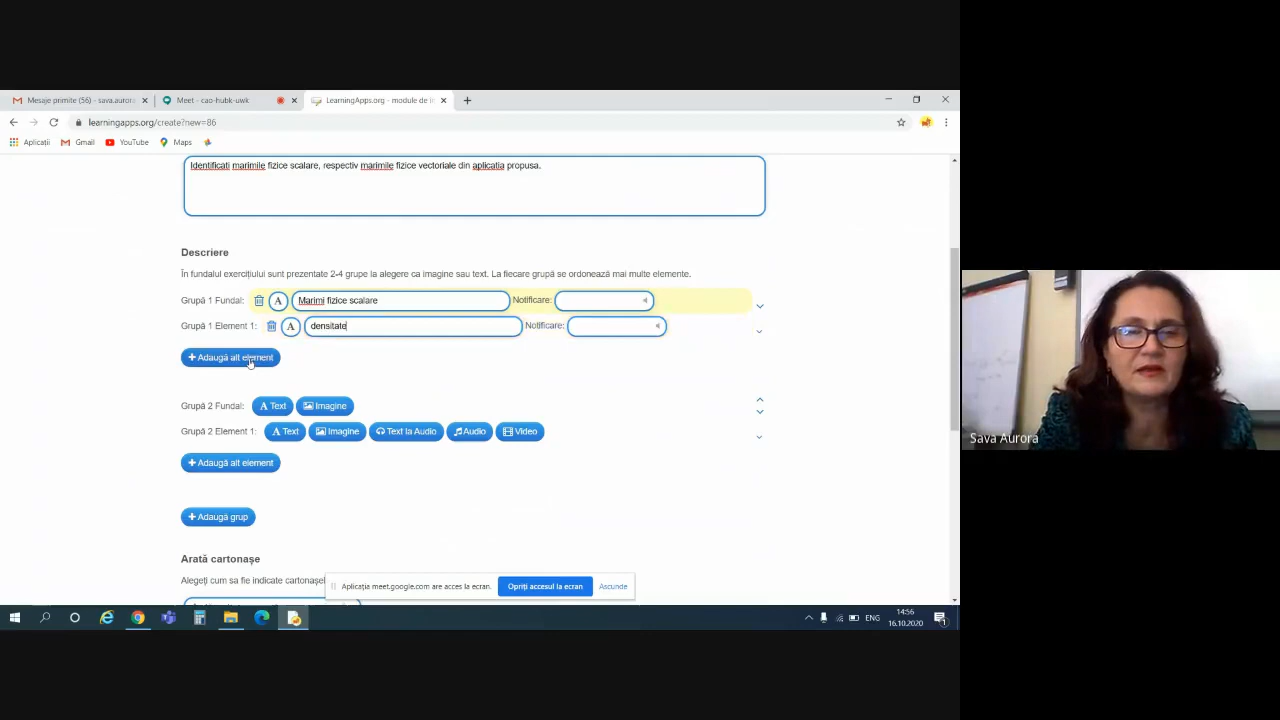 Mesaje primite (56) - sava.aurora
Meet - cao-hubk-uwk
LearningApps.org - module de în
learningapps.org/create?new=86
Aplicații
Gmail
YouTube
Maps
Identificati marimile fizice scalare, respectiv marimile fizice vectoriale din aplicatia propusa.
Descriere
În fundalul exercițiului sunt prezentate 2-4 grupe la alegere ca imagine sau text. La fiecare grupă se ordonează mai multe elemente.
Grupă 1 Fundal: A Marimi fizice scalare Notificare:
Grupă 1 Element 1: A densitate Notificare:
+ Adaugă alt element
Grupă 2 Fundal: A Text Imagine
Grupă 2 Element 1: A Text Imagine Text la Audio Audio Video
+ Adaugă alt element
+ Adaugă grup
Arată cartonașe
Alegeți cum sa fie indicate cartonașel
Aplicația meet.google.com are acces la ecran. Opriți accesul la ecran Ascunde
ENG
14:56
16.10.2020
Sava Aurora